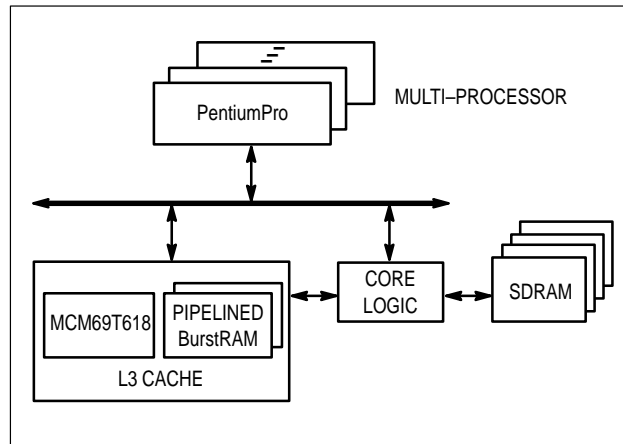 PentiumPro
MULTI–PROCESSOR
MCM69T618
PIPELINED
BurstRAM
L3 CACHE
CORE
LOGIC
SDRAM